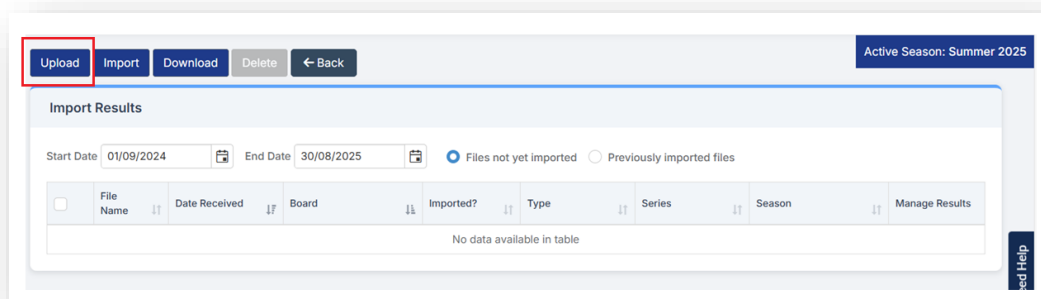 Upload Import Download Delete ← Back Active Season: Summer 2025
Import Results
Start Date 01/09/2024 End Date 30/08/2025 Files not yet imported Previously imported files
File Name Date Received Board Imported? Type Series Season Manage Results
No data available in table
Help